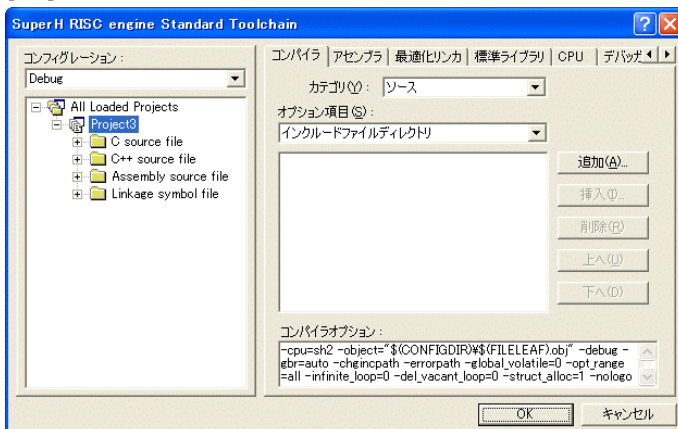 SuperH RISC engine Standard Toolchain
コンフィグレーション :
Debug
All Loaded Projects
Project3
C source file
C++ source file
Assembly source file
Linkage symbol file
コンパイラ アセンブラ 最適化リンカ 標準ライブラリ CPU デバッガ
カテゴリ(Y) : ソース
オプション項目(S) :
インクルードファイルディレクトリ
追加(A)...
挿入(I)...
削除(R)
上へ(U)
下へ(D)
コンパイラオプション :
-cpu=sh2 -object="$(CONFIGDIR)¥$(FILELEAF).obj" -debug -
gbr=auto -chgincpath -errorpath -global_volatile=0 -opt_range
=all -infinite_loop=0 -del_vacant_loop=0 -struct_alloc=1 -nologo
OK キャンセル